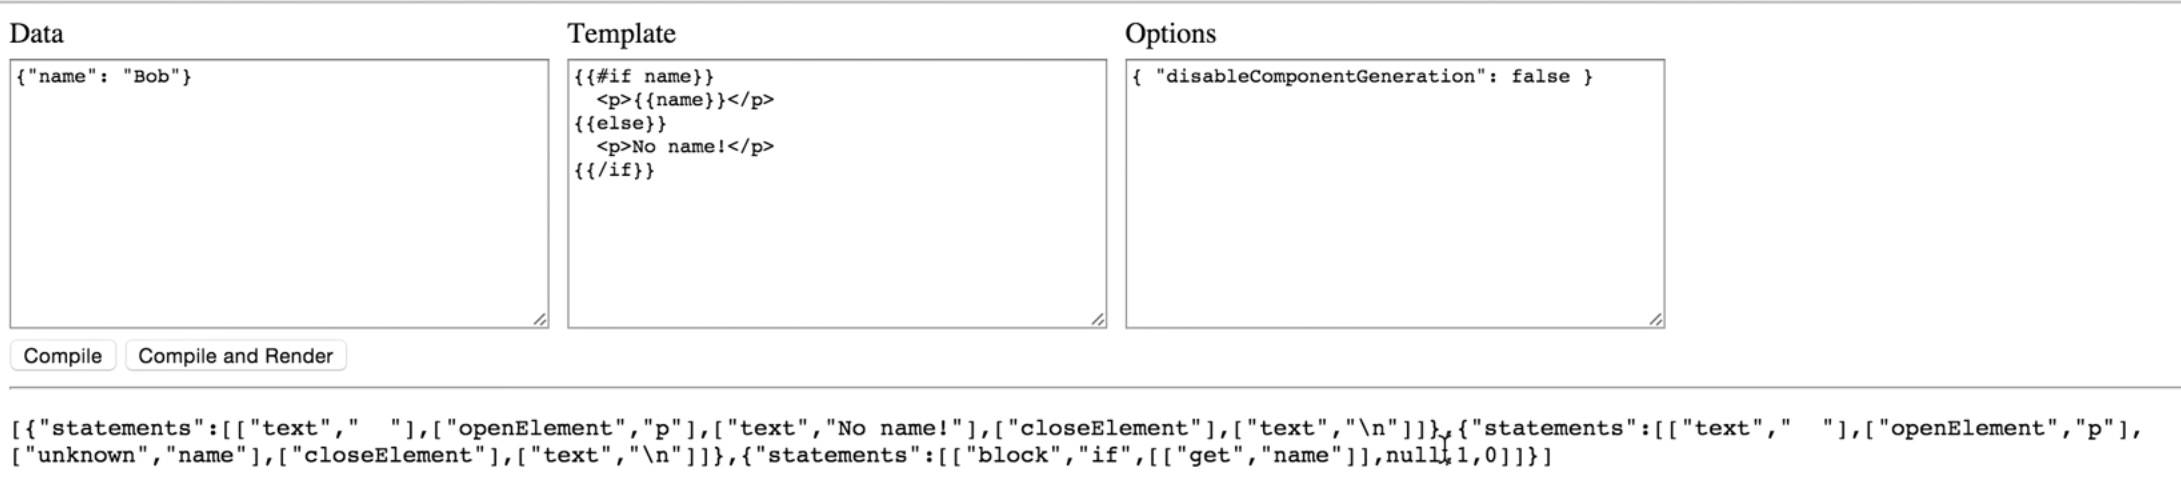 Data
{"name": "Bob"}
Template
{{#if name}}
  <p>{{name}}</p>
{{else}}
  <p>No name!</p>
{{/if}}
Options
{ "disableComponentGeneration": false }
Compile
Compile and Render
[{"statements":[["text","  "],["openElement","p"],["text","No name!"],["closeElement"],["text","\n"]]},{"statements":[["text","  "],["openElement","p"],
["unknown","name"],["closeElement"],["text","\n"]]},{"statements":[["block","if",[["get","name"]],null,1,0]]}]